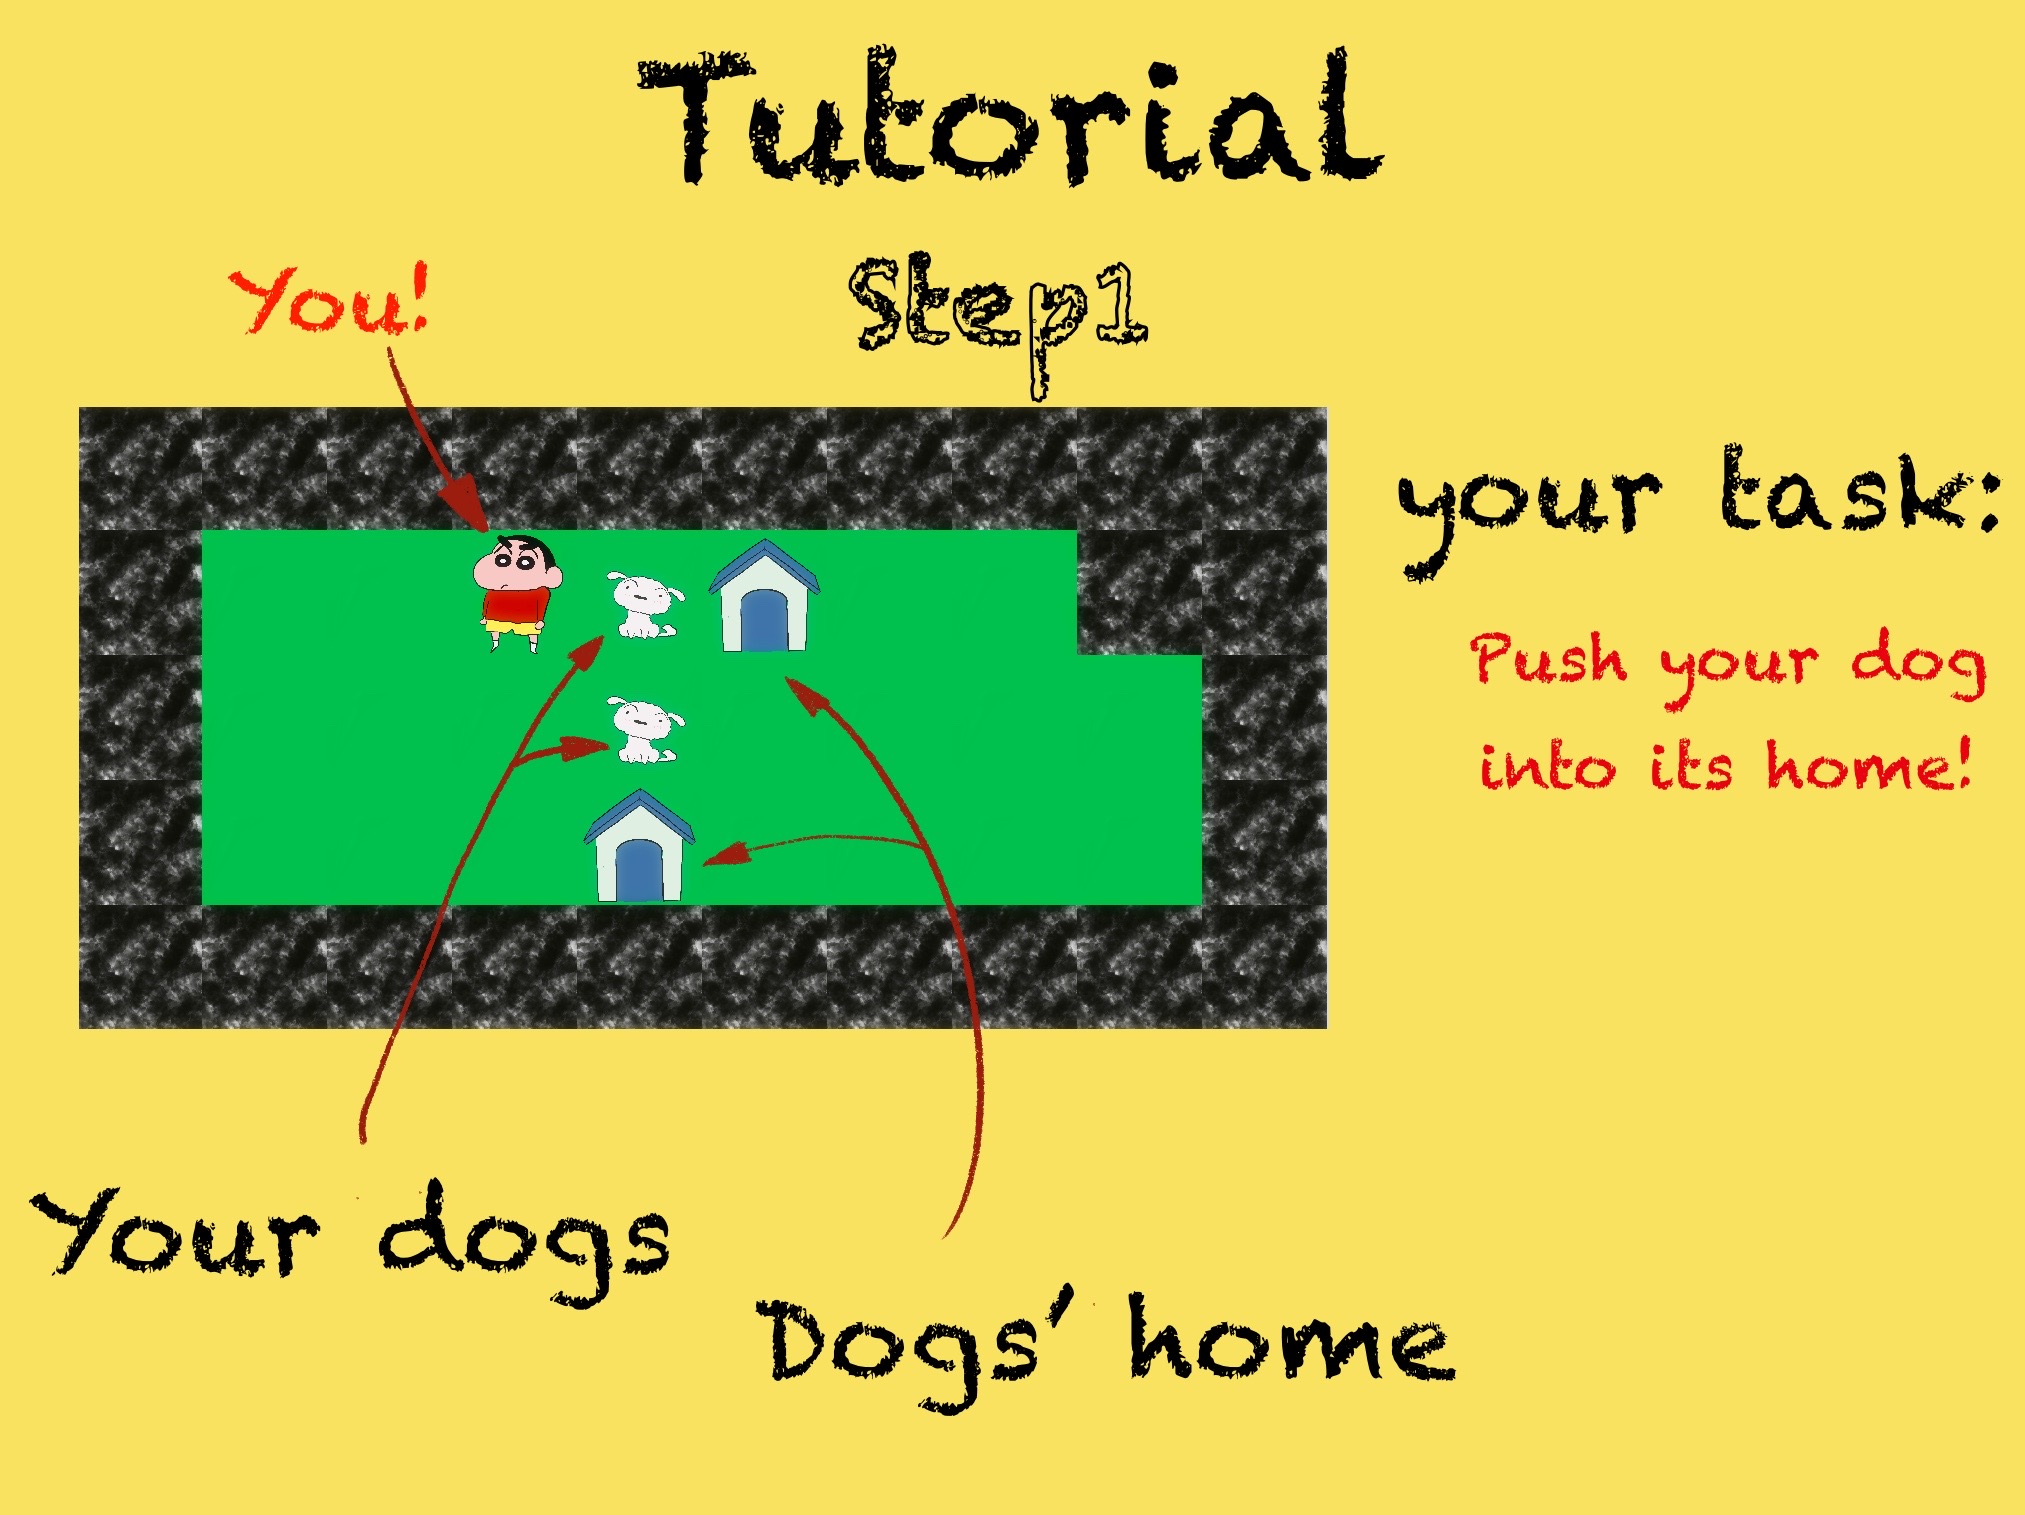 Tutorial
Step1
You!
your task:
Push your dog
into its home!
Your dogs
Dogs' home